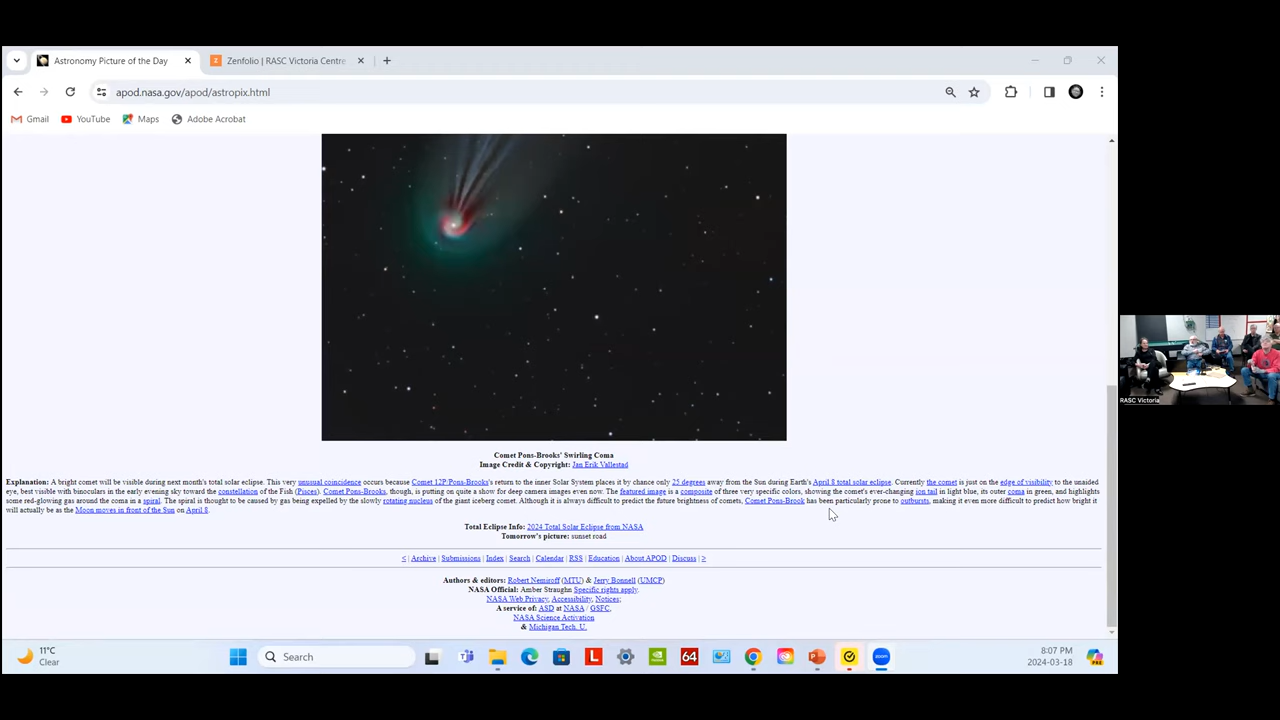 Astronomy Picture of the Day
Zenfolio | RASC Victoria Centre
apod.nasa.gov/apod/astropix.html
Gmail YouTube Maps Adobe Acrobat
Comet Pons-Brooks' Swirling Coma
Image Credit & Copyright: Jan Erik Vallestad
Explanation: A bright comet will be visible during next month's total solar eclipse. This very unusual coincidence occurs because Comet 12P/Pons-Brooks's return to the inner Solar System places it by chance only 25 degrees away from the Sun during Earth's April 8 total solar eclipse. Currently the comet is just on the edge of visibility to the unaided
eye, best visible with binoculars in the early evening sky toward the constellation of the Fish (Pisces). Comet Pons-Brooks, though, is putting on quite a show for deep camera images even now. The featured image is a composite of three very specific colors, showing the comet's ever-changing ion tail in light blue, its outer coma in green, and highlights
some red-glowing gas around the coma in a spiral. The spiral is thought to be caused by gas being expelled by the slowly rotating nucleus of the giant iceberg comet. Although it is always difficult to predict the future brightness of comets, Comet Pons-Brook has been particularly prone to outbursts, making it even more difficult to predict how bright it
will actually be as the Moon moves in front of the Sun on April 8.
Total Eclipse Info: 2024 Total Solar Eclipse from NASA
Tomorrow's picture: sunset road
< | Archive | Submissions | Index | Search | Calendar | RSS | Education | About APOD | Discuss | >
Authors & editors: Robert Nemiroff (MTU) & Jerry Bonnell (UMCP)
NASA Official: Amber Straughn Specific rights apply.
NASA Web Privacy, Accessibility, Notices;
A service of: ASD at NASA / GSFC,
NASA Science Activation
& Michigan Tech. U.
RASC Victoria
11°C
Clear
Search
L
64
zoom
8:07 PM
2024-03-18
PRE